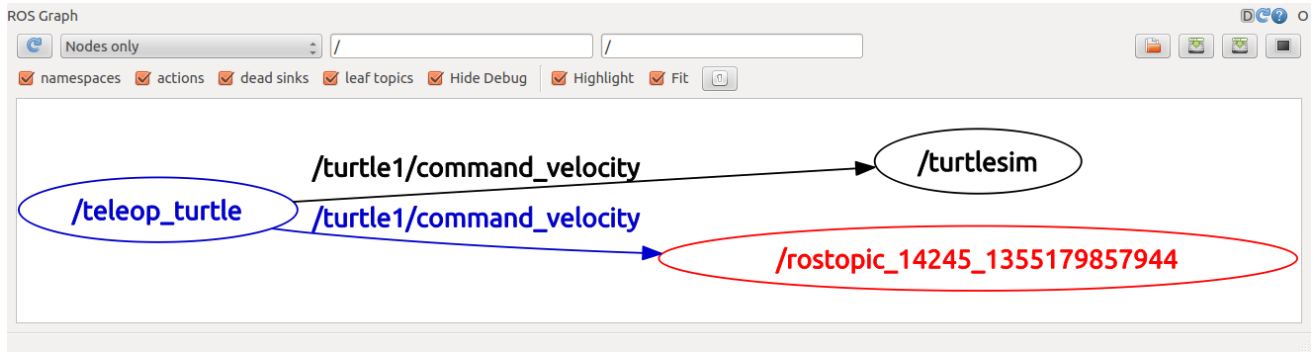 ROS Graph
D O
Nodes only / /
namespaces actions dead sinks leaf topics Hide Debug Highlight Fit
/turtle1/command_velocity
/turtlesim
/teleop_turtle
/turtle1/command_velocity
/rostopic_14245_1355179857944